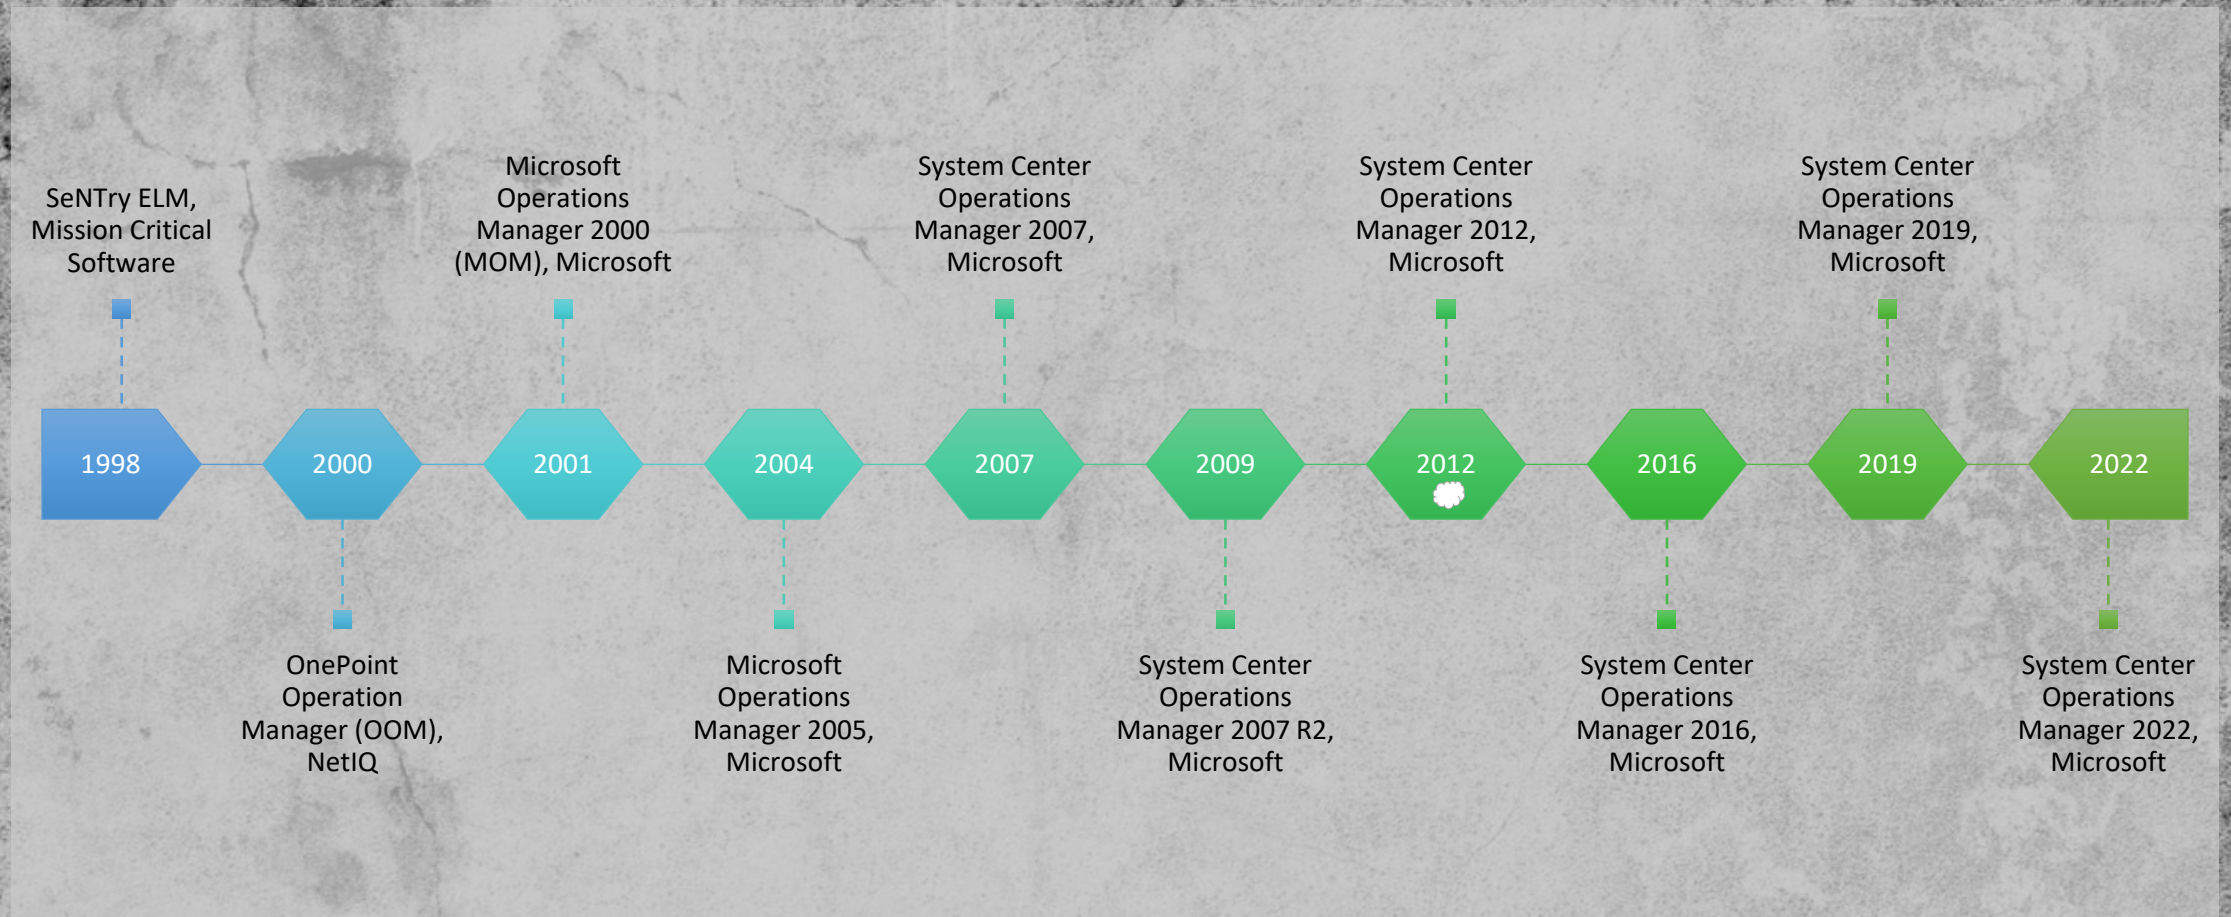 SeNTry ELM,
Mission Critical
Software
Microsoft
Operations
Manager 2000
(MOM), Microsoft
System Center
Operations
Manager 2007,
Microsoft
System Center
Operations
Manager 2012,
Microsoft
System Center
Operations
Manager 2019,
Microsoft
1998
2000
2001
2004
2007
2009
2012
2016
2019
2022
OnePoint
Operation
Manager (OOM),
NetIQ
Microsoft
Operations
Manager 2005,
Microsoft
System Center
Operations
Manager 2007 R2,
Microsoft
System Center
Operations
Manager 2016,
Microsoft
System Center
Operations
Manager 2022,
Microsoft